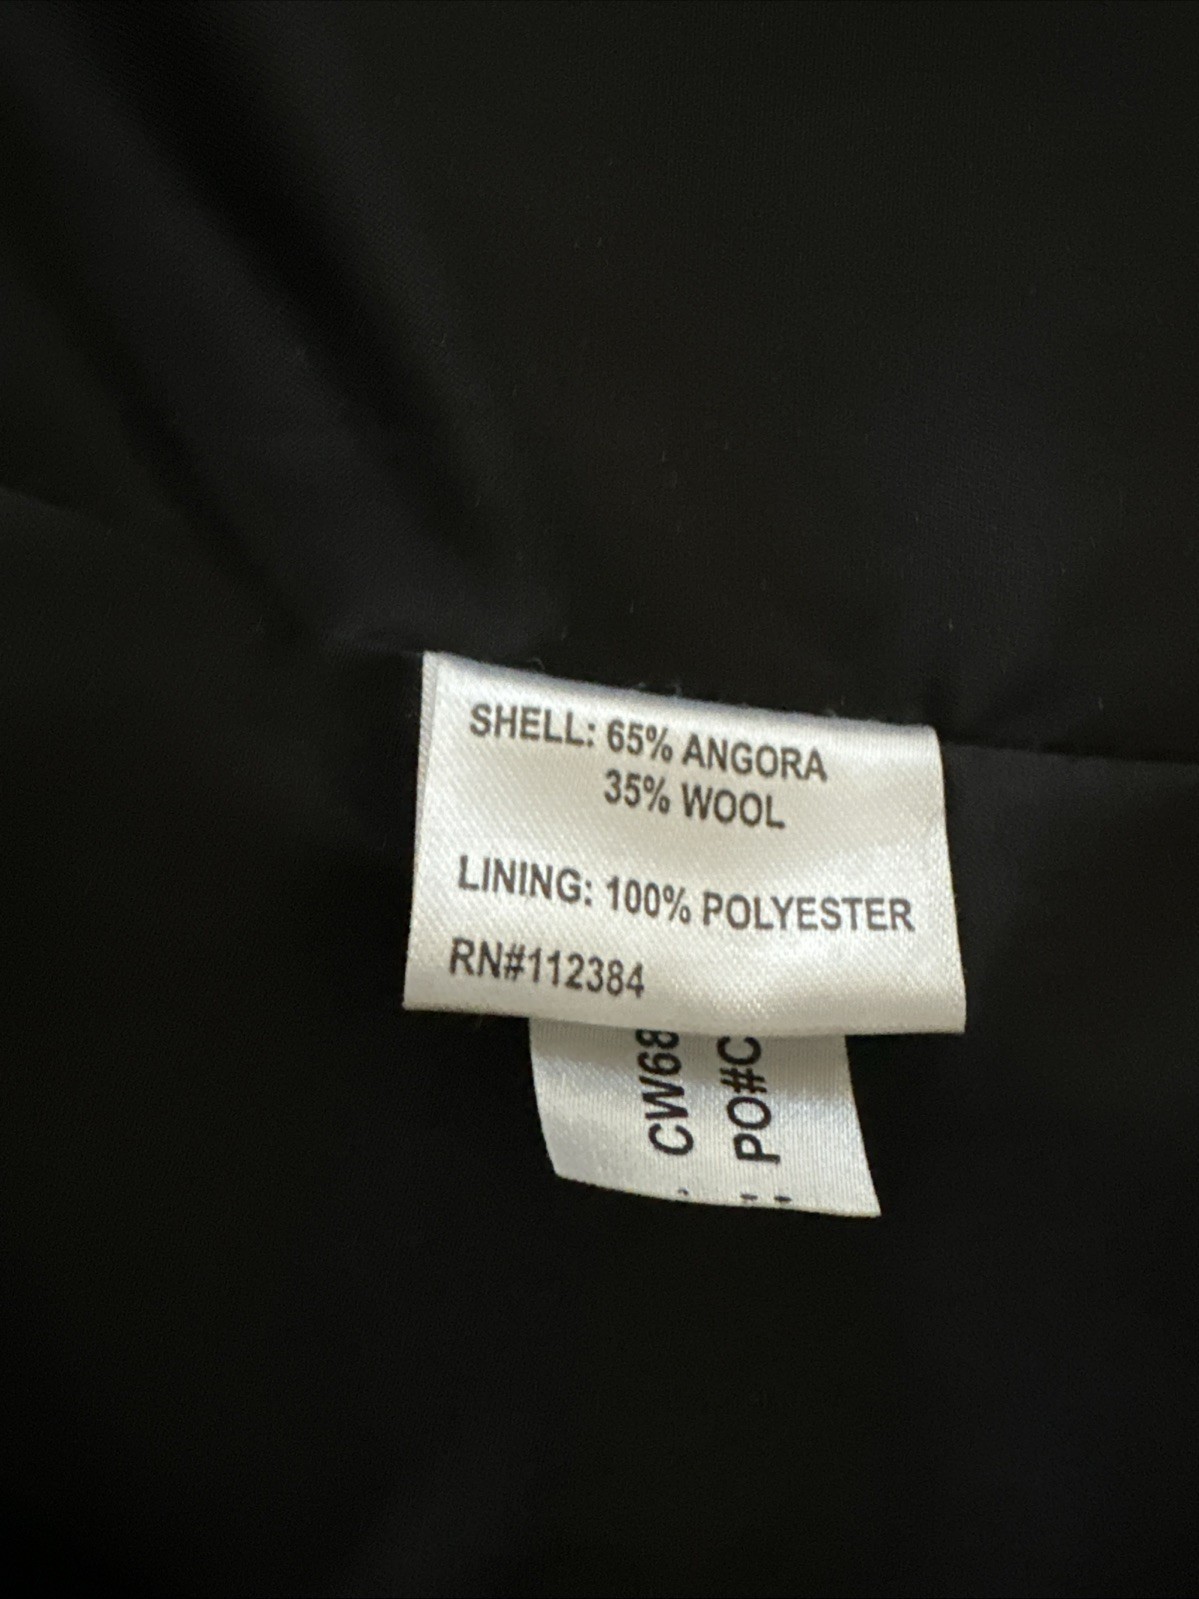 SHELL: 65% ANGORA
35% WOOL
LINING: 100% POLYESTER
RN#112384
CW68
PO#C